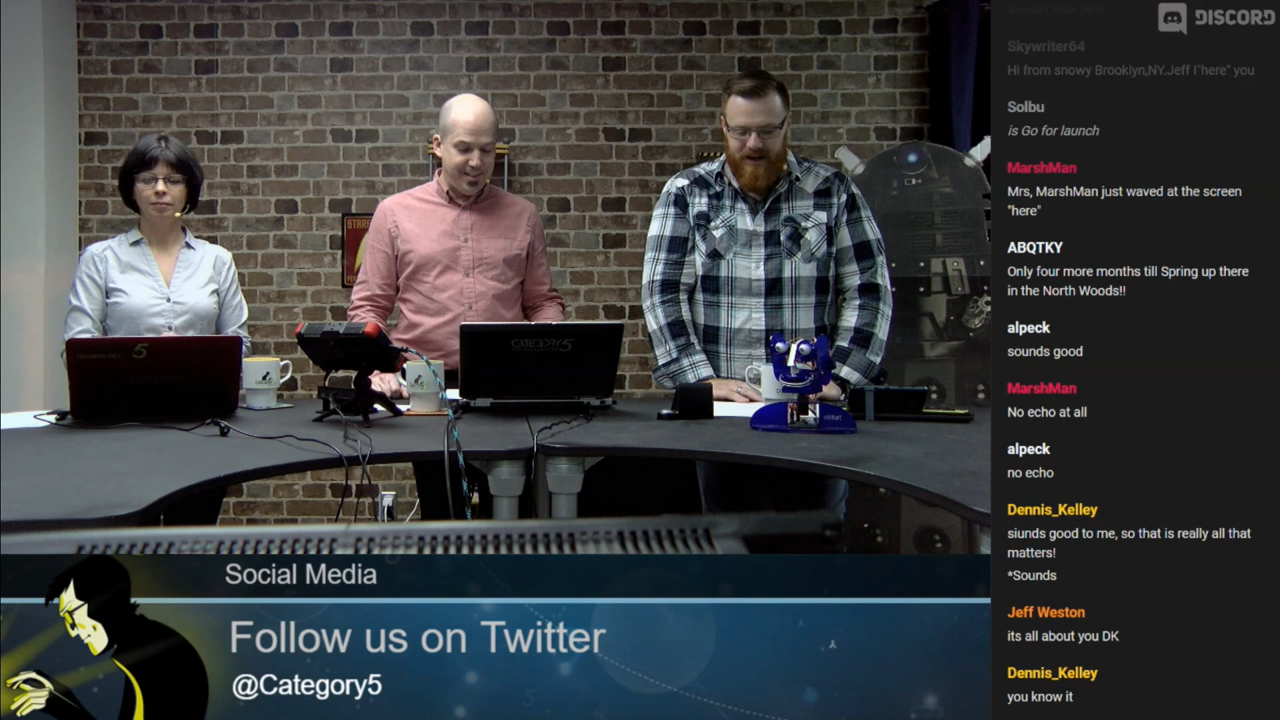 DISCORD
Skywriter64
Hi from snowy Brooklyn,NY.Jeff I"here" you
Solbu
is Go for launch
MarshMan
Mrs, MarshMan just waved at the screen
"here"
ABQTKY
Only four more months till Spring up there
in the North Woods!!
alpeck
sounds good
MarshMan
No echo at all
alpeck
no echo
Dennis_Kelley
siunds good to me, so that is really all that
matters!
*Sounds
Jeff Weston
its all about you DK
Dennis_Kelley
you know it
5
CATEGORY5
Social Media
Follow us on Twitter
@Category5